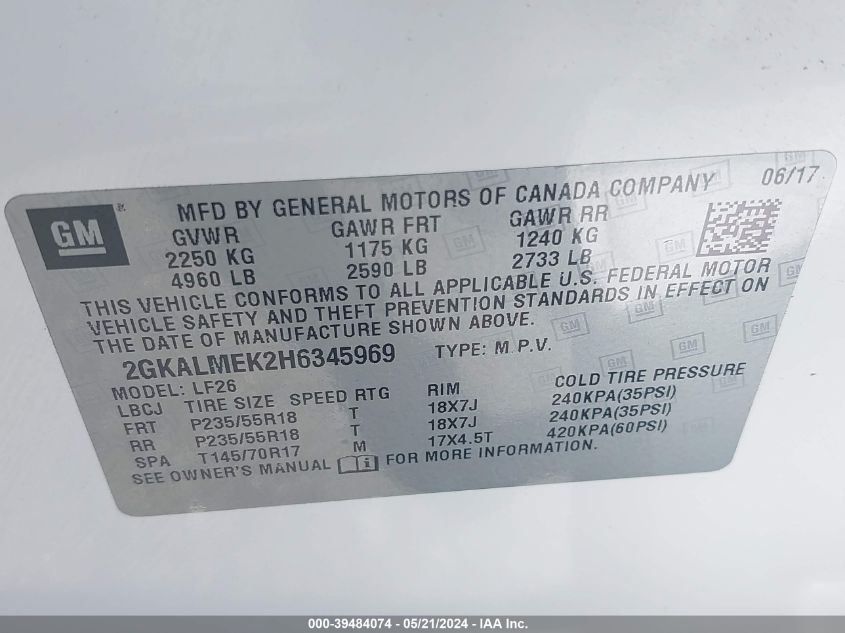 GM
MFD BY GENERAL MOTORS OF CANADA COMPANY 06/17
GVWR GAWR FRT GAWR RR
2250 KG 1175 KG 1240 KG
4960 LB 2590 LB 2733 LB
THIS VEHICLE CONFORMS TO ALL APPLICABLE U.S. FEDERAL MOTOR
VEHICLE SAFETY AND THEFT PREVENTION STANDARDS IN EFFECT ON
THE DATE OF MANUFACTURE SHOWN ABOVE.
2GKALMEK2H6345969 TYPE: M.P.V.
MODEL: LF26
LBCJ TIRE SIZE SPEED RTG RIM COLD TIRE PRESSURE
FRT P235/55R18 T 18X7J 240KPA(35PSI)
RR P235/55R18 T 18X7J 240KPA(35PSI)
SPA T145/70R17 M 17X4.5T 420KPA(60PSI)
SEE OWNER'S MANUAL FOR MORE INFORMATION.
000-39484074 - 05/21/2024 - IAA Inc.